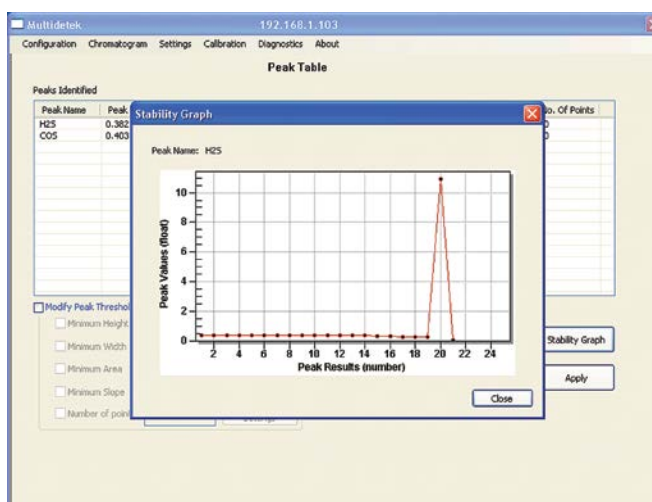 Multidetek 192.168.1.103
Configuration Chromatogram Settings Calibration Diagnostics About
Peak Table
Peaks Identified
Peak Name Peak No. Of Points
H2S 0.382
COS 0.403
Stability Graph
Peak Name: H2S
Peak Values (float)
10
8
6
4
2
0
2 4 6 8 10 12 14 16 18 20 22 24
Peak Results (number)
Close
Modify Peak Threshol
Minimum Height
Minimum Width
Minimum Area
Minimum Slope
Number of poin
Stability Graph
Apply